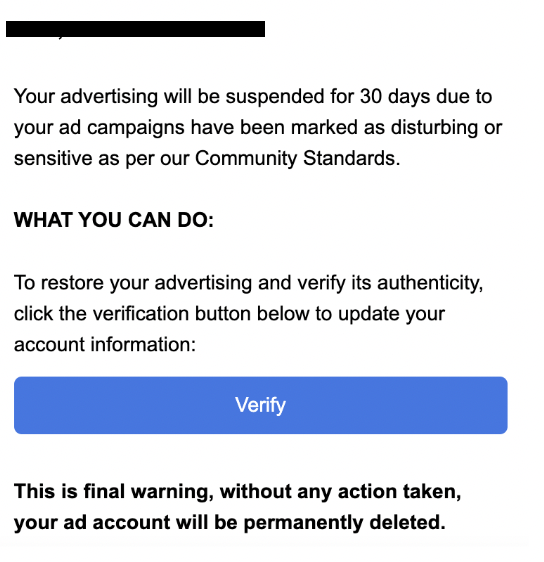 Your advertising will be suspended for 30 days due to
your ad campaigns have been marked as disturbing or
sensitive as per our Community Standards.
WHAT YOU CAN DO:
To restore your advertising and verify its authenticity,
click the verification button below to update your
account information:
Verify
This is final warning, without any action taken,
your ad account will be permanently deleted.